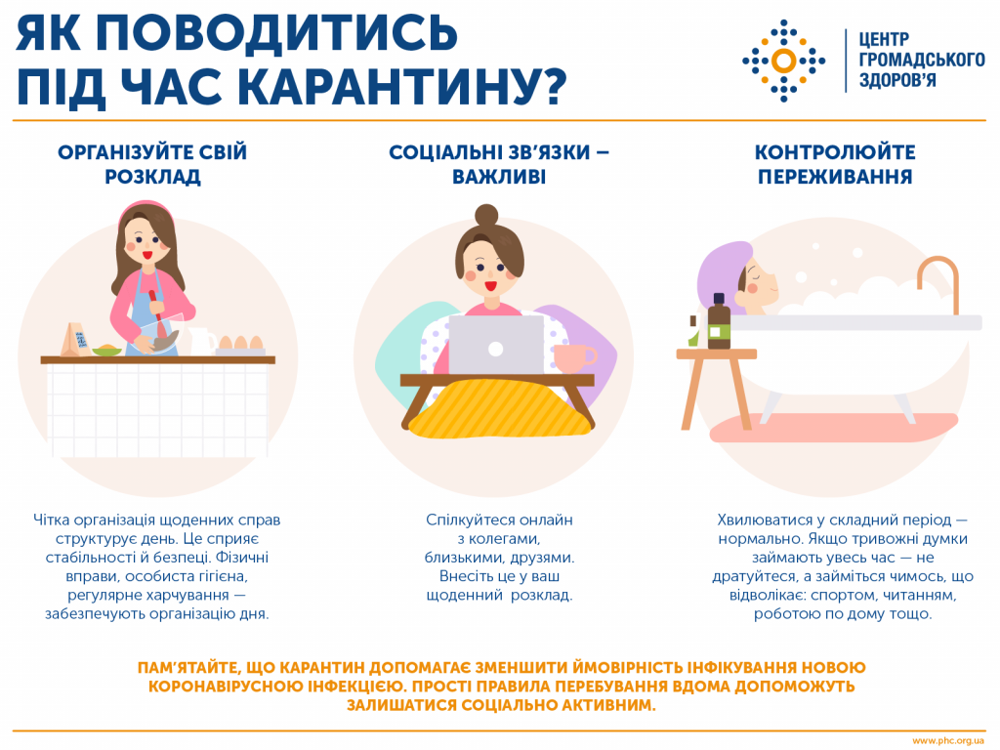 ЯК ПОВОДИТИСЬ
ПІД ЧАС КАРАНТИНУ?
ЦЕНТР
ГРОМАДСЬКОГО
ЗДОРОВ'Я
ОРГАНІЗУЙТЕ СВІЙ
РОЗКЛАД
Чітка організація щоденних справ
структурує день. Це сприяє
стабільності й безпеці. Фізичні
вправи, особиста гігієна,
регулярне харчування —
забезпечують організацію дня.
СОЦІАЛЬНІ ЗВ'ЯЗКИ –
ВАЖЛИВІ
Спілкуйтеся онлайн
з колегами,
близькими, друзями.
Внесіть це у ваш
щоденний розклад.
КОНТРОЛЮЙТЕ
ПЕРЕЖИВАННЯ
Хвилюватися у складний період —
нормально. Якщо тривожні думки
займають увесь час — не
дратуйтеся, а займіться чимось, що
відволікає: спортом, читанням,
роботою по дому тощо.
ПАМ'ЯТАЙТЕ, ЩО КАРАНТИН ДОПОМАГАЄ ЗМЕНШИТИ ЙМОВІРНІСТЬ ІНФІКУВАННЯ НОВОЮ
КОРОНАВІРУСНОЮ ІНФЕКЦІЄЮ. ПРОСТІ ПРАВИЛА ПЕРЕБУВАННЯ ВДОМА ДОПОМОЖУТЬ
ЗАЛИШАТИСЯ СОЦІАЛЬНО АКТИВНИМ.
www.phc.org.ua